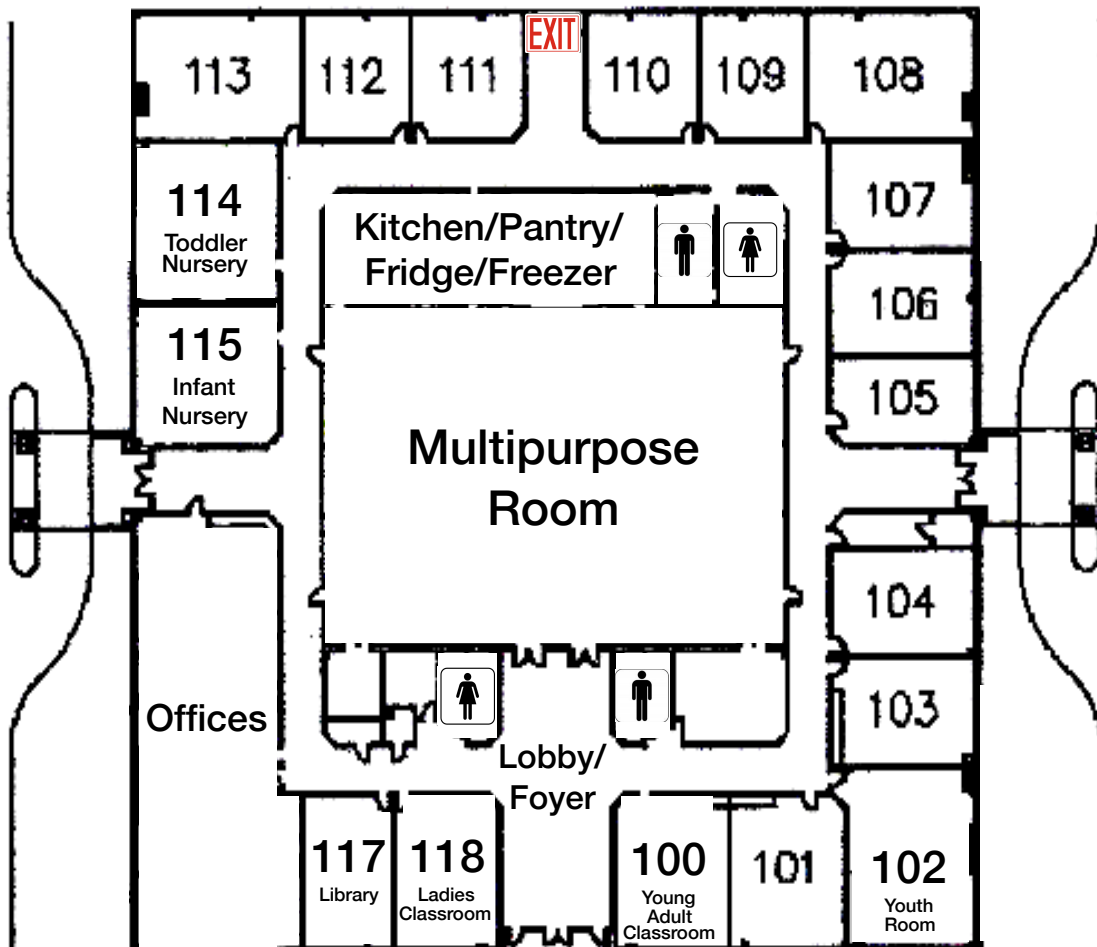 EXIT
113
112
111
110
109
108
114
Toddler
Nursery
Kitchen/Pantry/
Fridge/Freezer
107
106
115
Infant
Nursery
105
Multipurpose
Room
104
103
Offices
Lobby/
Foyer
117
Library
118
Ladies
Classroom
100
Young
Adult
Classroom
101
102
Youth
Room